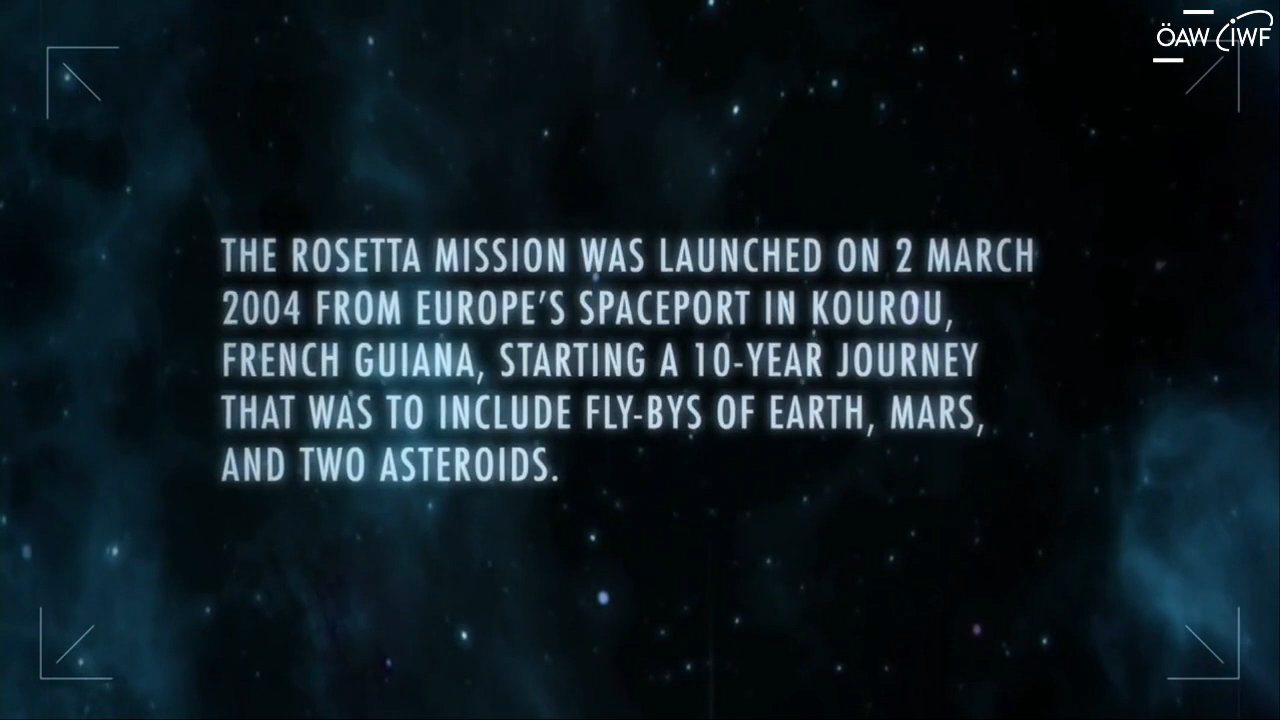 ÖAW IWF
THE ROSETTA MISSION WAS LAUNCHED ON 2 MARCH
2004 FROM EUROPE’S SPACEPORT IN KOUROU,
FRENCH GUIANA, STARTING A 10-YEAR JOURNEY
THAT WAS TO INCLUDE FLY-BYS OF EARTH, MARS,
AND TWO ASTEROIDS.